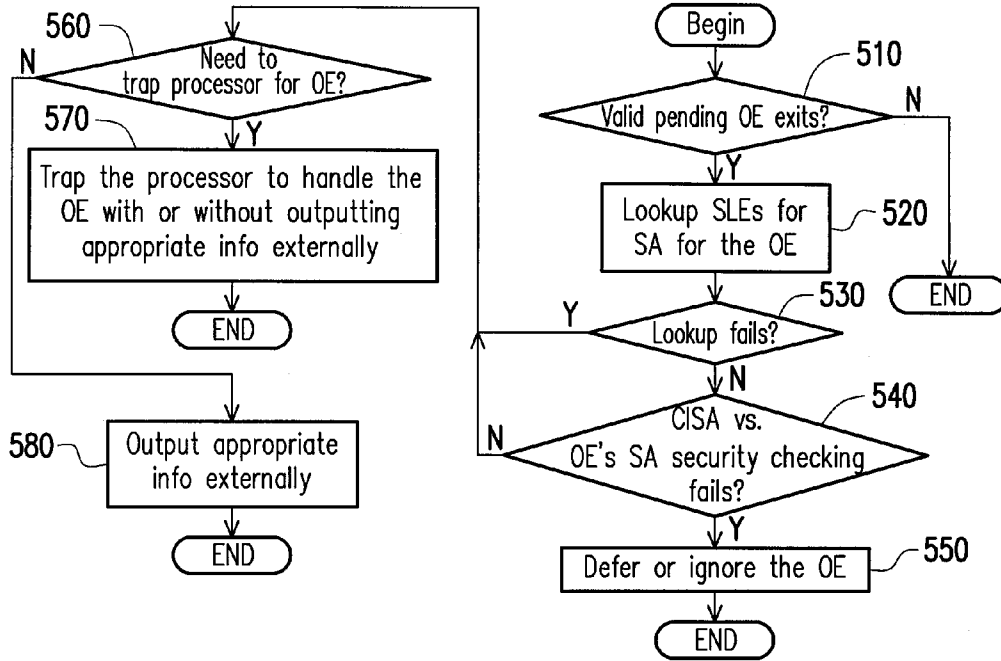 Begin
510
Valid pending OE exits?
N
Y
Lookup SLEs for
SA for the OE
520
END
530
Lookup fails?
Y
N
540
CISA vs.
OE's SA security checking
fails?
N
Y
Defer or ignore the OE
550
END
560
N
Need to
trap processor for OE?
570
Y
Trap the processor to handle the
OE with or without outputting
appropriate info externally
END
580
Output appropriate
info externally
END